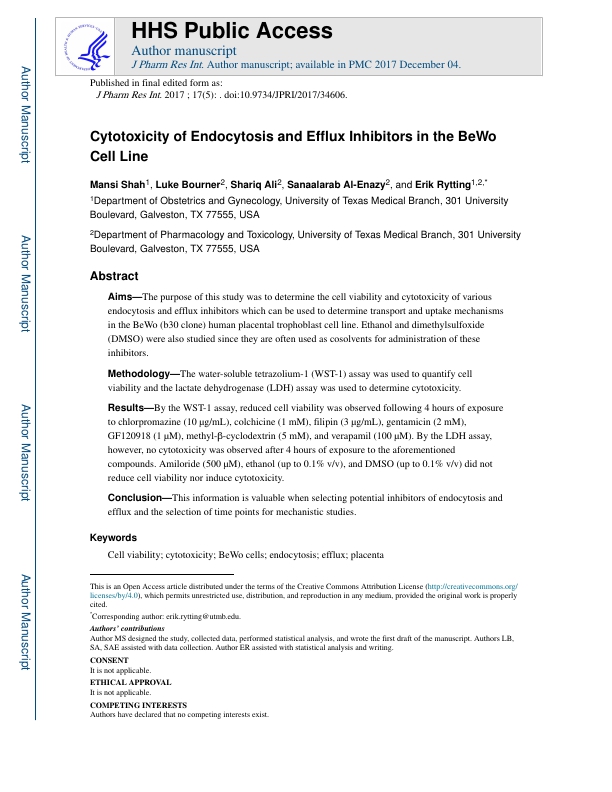 HHS Public Access
Author manuscript
J Pharm Res Int. Author manuscript; available in PMC 2017 December 04.
Published in final edited form as:
J Pharm Res Int. 2017 ; 17(5): . doi:10.9734/JPRI/2017/34606.
Cytotoxicity of Endocytosis and Efflux Inhibitors in the BeWo
Cell Line
Mansi Shah1, Luke Bourner2, Shariq Ali2, Sanaalarab Al-Enazy2, and Erik Rytting1,2,*
1Department of Obstetrics and Gynecology, University of Texas Medical Branch, 301 University
Boulevard, Galveston, TX 77555, USA
2Department of Pharmacology and Toxicology, University of Texas Medical Branch, 301 University
Boulevard, Galveston, TX 77555, USA
Abstract
Aims—The purpose of this study was to determine the cell viability and cytotoxicity of various
endocytosis and efflux inhibitors which can be used to determine transport and uptake mechanisms
in the BeWo (b30 clone) human placental trophoblast cell line. Ethanol and dimethylsulfoxide
(DMSO) were also studied since they are often used as cosolvents for administration of these
inhibitors.
Methodology—The water-soluble tetrazolium-1 (WST-1) assay was used to quantify cell
viability and the lactate dehydrogenase (LDH) assay was used to determine cytotoxicity.
Results—By the WST-1 assay, reduced cell viability was observed following 4 hours of exposure
to chlorpromazine (10 μg/mL), colchicine (1 mM), filipin (3 μg/mL), gentamicin (2 mM),
GF120918 (1 μM), methyl-β-cyclodextrin (5 mM), and verapamil (100 μM). By the LDH assay,
however, no cytotoxicity was observed after 4 hours of exposure to the aforementioned
compounds. Amiloride (500 μM), ethanol (up to 0.1% v/v), and DMSO (up to 0.1% v/v) did not
reduce cell viability nor induce cytotoxicity.
Conclusion—This information is valuable when selecting potential inhibitors of endocytosis and
efflux and the selection of time points for mechanistic studies.
Keywords
Cell viability; cytotoxicity; BeWo cells; endocytosis; efflux; placenta
This is an Open Access article distributed under the terms of the Creative Commons Attribution License (http://creativecommons.org/
licenses/by/4.0), which permits unrestricted use, distribution, and reproduction in any medium, provided the original work is properly
cited.
*Corresponding author: erik.rytting@utmb.edu.
Authors' contributions
Author MS designed the study, collected data, performed statistical analysis, and wrote the first draft of the manuscript. Authors LB,
SA, SAE assisted with data collection. Author ER assisted with statistical analysis and writing.
CONSENT
It is not applicable.
ETHICAL APPROVAL
It is not applicable.
COMPETING INTERESTS
Authors have declared that no competing interests exist.
Author Manuscript
Author Manuscript
Author Manuscript
Author Manuscript